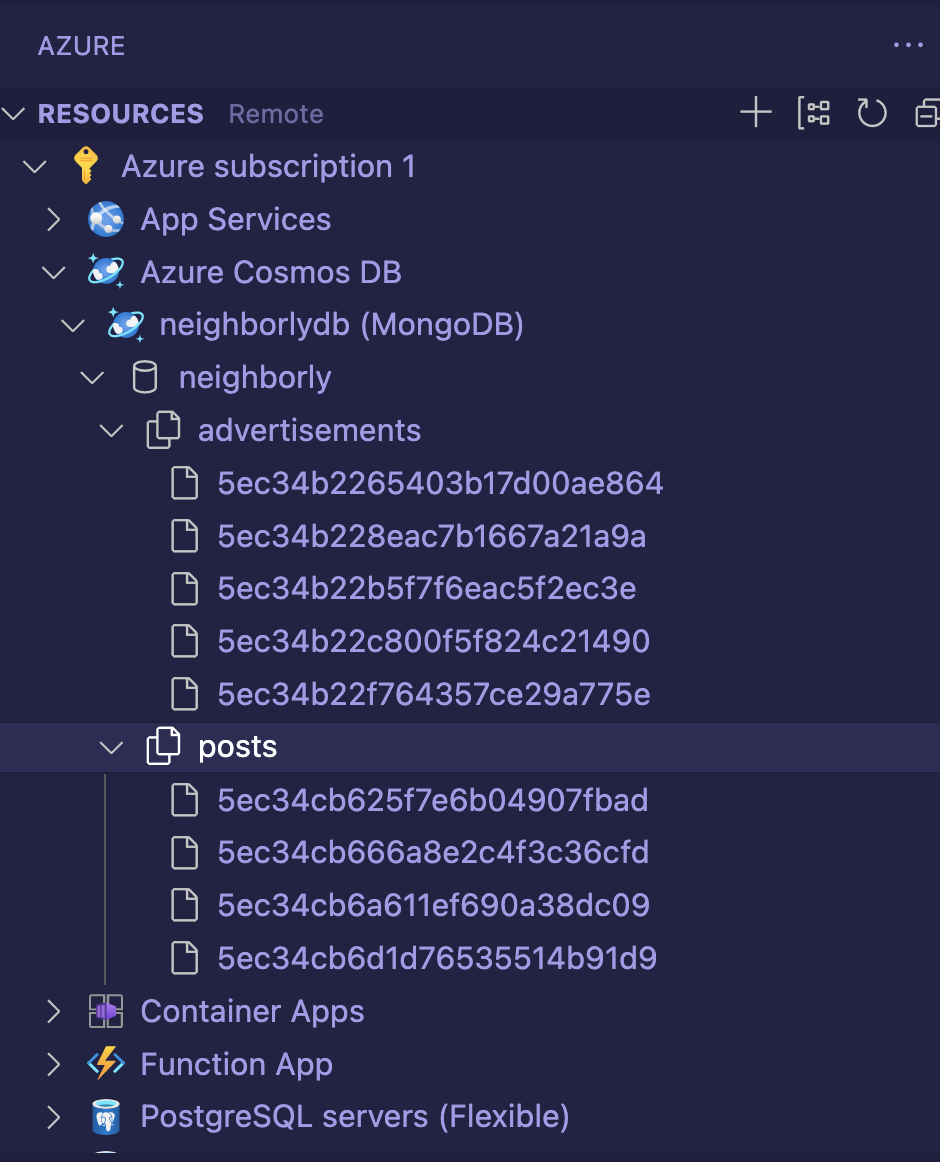 AZURE
RESOURCES Remote
Azure subscription 1
App Services
Azure Cosmos DB
neighborlydb (MongoDB)
neighborly
advertisements
5ec34b2265403b17d00ae864
5ec34b228eac7b1667a21a9a
5ec34b22b5f7f6eac5f2ec3e
5ec34b22c800f5f824c21490
5ec34b22f764357ce29a775e
posts
5ec34cb625f7e6b04907fbad
5ec34cb666a8e2c4f3c36cfd
5ec34cb6a611ef690a38dc09
5ec34cb6d1d76535514b91d9
Container Apps
Function App
PostgreSQL servers (Flexible)